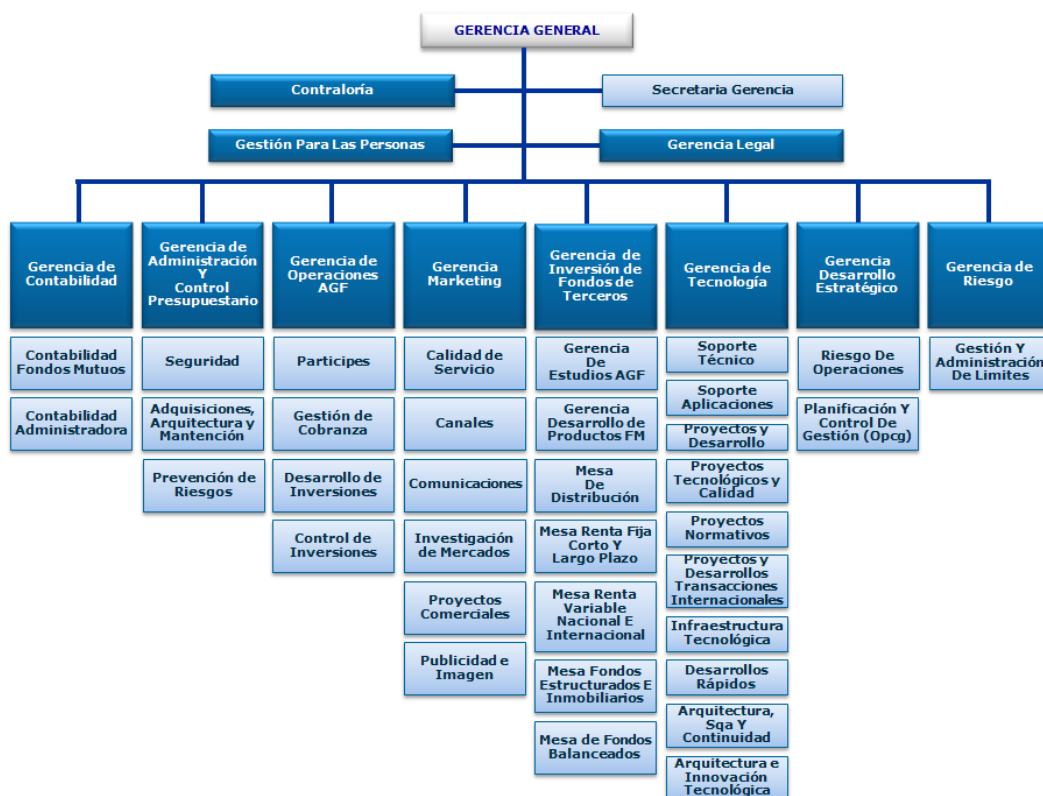 GERENCIA GENERAL
Contraloría
Secretaria Gerencia
Gestión Para Las Personas
Gerencia Legal
Gerencia de
Contabilidad
Contabilidad
Fondos Mutuos
Contabilidad
Administradora
Gerencia de
Administración
Y
Control
Presupuestario
Seguridad
Adquisiciones,
Arquitectura y
Mantención
Prevención de
Riesgos
Gerencia de
Operaciones
AGF
Participes
Gestión de
Cobranza
Desarrollo de
Inversiones
Control de
Inversiones
Gerencia
Marketing
Calidad de
Servicio
Canales
Comunicaciones
Investigación
de Mercados
Proyectos
Comerciales
Publicidad e
Imagen
Gerencia de
Inversión de
Fondos de
Terceros
Gerencia
De
Estudios AGF
Gerencia
Desarrollo de
Productos FM
Mesa
De
Distribución
Mesa Renta Fija
Corto Y
Largo Plazo
Mesa Renta
Variable
Nacional E
Internacional
Mesa Fondos
Estructurados E
Inmobiliarios
Mesa de Fondos
Balanceados
Gerencia de
Tecnología
Soporte
Técnico
Soporte
Aplicaciones
Proyectos y
Desarrollo
Proyectos
Tecnológicos y
Calidad
Proyectos
Normativos
Proyectos y
Desarrollos
Transacciones
Internacionales
Infraestructura
Tecnológica
Desarrollos
Rápidos
Arquitectura,
Sqa Y
Continuidad
Arquitectura e
Innovación
Tecnológica
Gerencia
Desarrollo
Estratégico
Riesgo De
Operaciones
Planificación Y
Control De
Gestión (Opcg)
Gerencia de
Riesgo
Gestión Y
Administración
De Limites